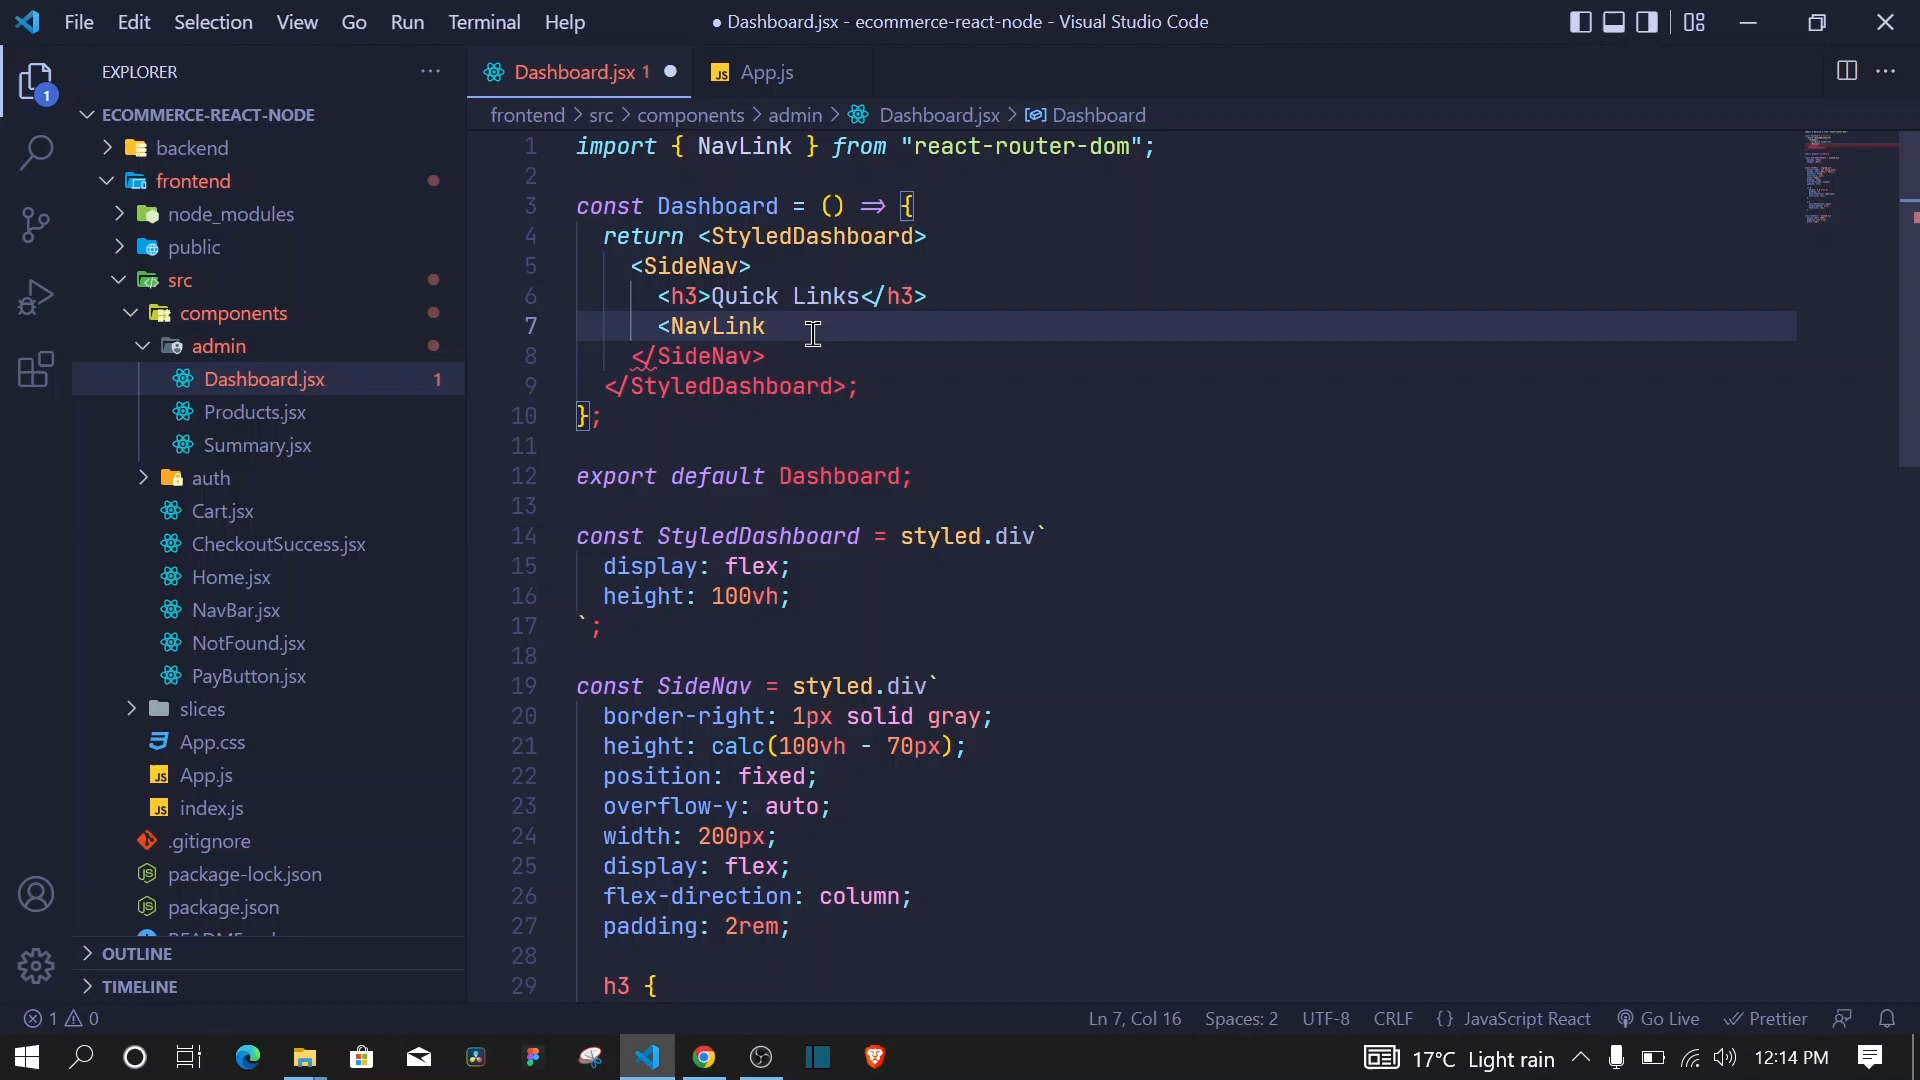 File Edit Selection View Go Run Terminal Help
● Dashboard.jsx - ecommerce-react-node - Visual Studio Code
EXPLORER
1
ECOMMERCE-REACT-NODE
backend
frontend
node_modules
public
src
components
admin
Dashboard.jsx 1
Products.jsx
Summary.jsx
auth
Cart.jsx
CheckoutSuccess.jsx
Home.jsx
NavBar.jsx
NotFound.jsx
PayButton.jsx
slices
App.css
JS App.js
JS index.js
.gitignore
package-lock.json
package.json
OUTLINE
TIMELINE
Dashboard.jsx 1 ●
JS App.js
frontend > src > components > admin > Dashboard.jsx > Dashboard
1 import { NavLink } from "react-router-dom";
2
3 const Dashboard = () => {
4 return <StyledDashboard>
5 <SideNav>
6 <h3>Quick Links</h3>
7 <NavLink
8 </SideNav>
9 </StyledDashboard>;
10 };
11
12 export default Dashboard;
13
14 const StyledDashboard = styled.div`
15 display: flex;
16 height: 100vh;
17 `;
18
19 const SideNav = styled.div`
20 border-right: 1px solid gray;
21 height: calc(100vh - 70px);
22 position: fixed;
23 overflow-y: auto;
24 width: 200px;
25 display: flex;
26 flex-direction: column;
27 padding: 2rem;
28
29 h3 {
1 0
Ln 7, Col 16 Spaces: 2 UTF-8 CRLF {} JavaScript React Go Live Prettier
17°C Light rain 12:14 PM